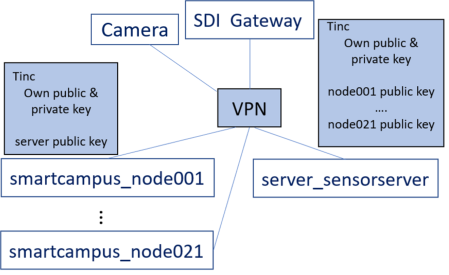 Camera
SDI Gateway
Tinc
Own public &
private key
node001 public key
....
node021 public key
Tinc
Own public &
private key
server public key
VPN
smartcampus_node001
server_sensorserver
⋮
smartcampus_node021